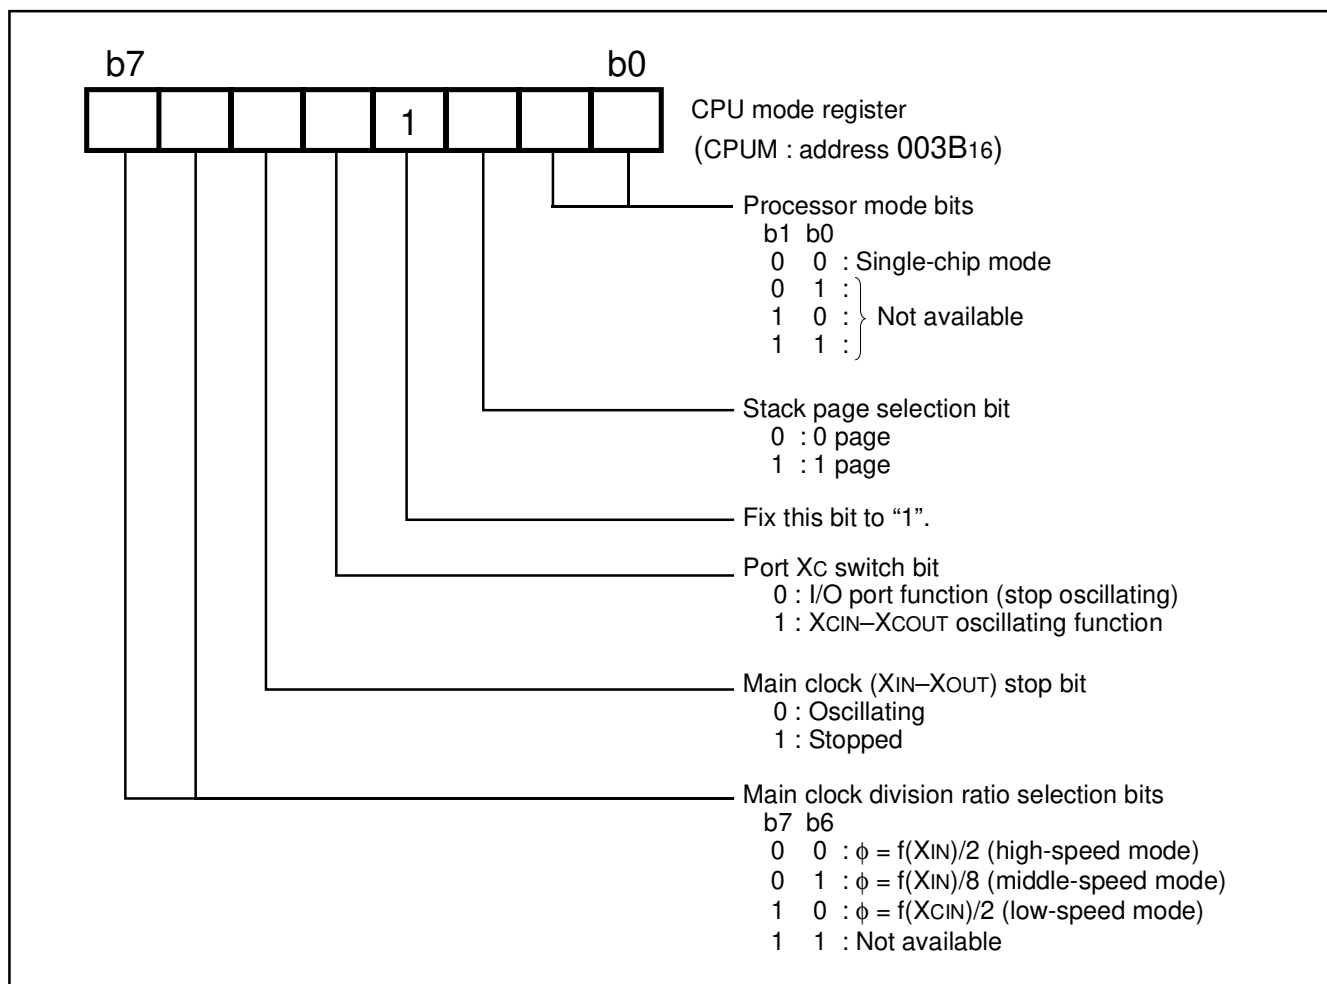 b7 b0
1
CPU mode register
(CPUM : address 003B16)
Processor mode bits
b1 b0
0 0 : Single-chip mode
0 1 :
1 0 : Not available
1 1 :
Stack page selection bit
0 : 0 page
1 : 1 page
Fix this bit to “1”.
Port XC switch bit
0 : I/O port function (stop oscillating)
1 : XCIN–XCOUT oscillating function
Main clock (XIN–XOUT) stop bit
0 : Oscillating
1 : Stopped
Main clock division ratio selection bits
b7 b6
0 0 : ϕ = f(XIN)/2 (high-speed mode)
0 1 : ϕ = f(XIN)/8 (middle-speed mode)
1 0 : ϕ = f(XCIN)/2 (low-speed mode)
1 1 : Not available